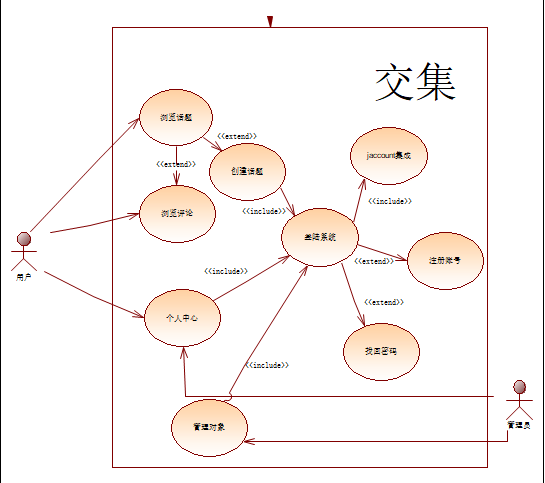 交集
浏览话题
<<extend>>
jaccount集成
<<extend>>
创建话题
<<include>>
浏览评论
<<include>>
登陆系统
用户
<<include>>
<<extend>>
注册账号
<<extend>>
个人中心
找回密码
<<include>>
管理对象
管理员